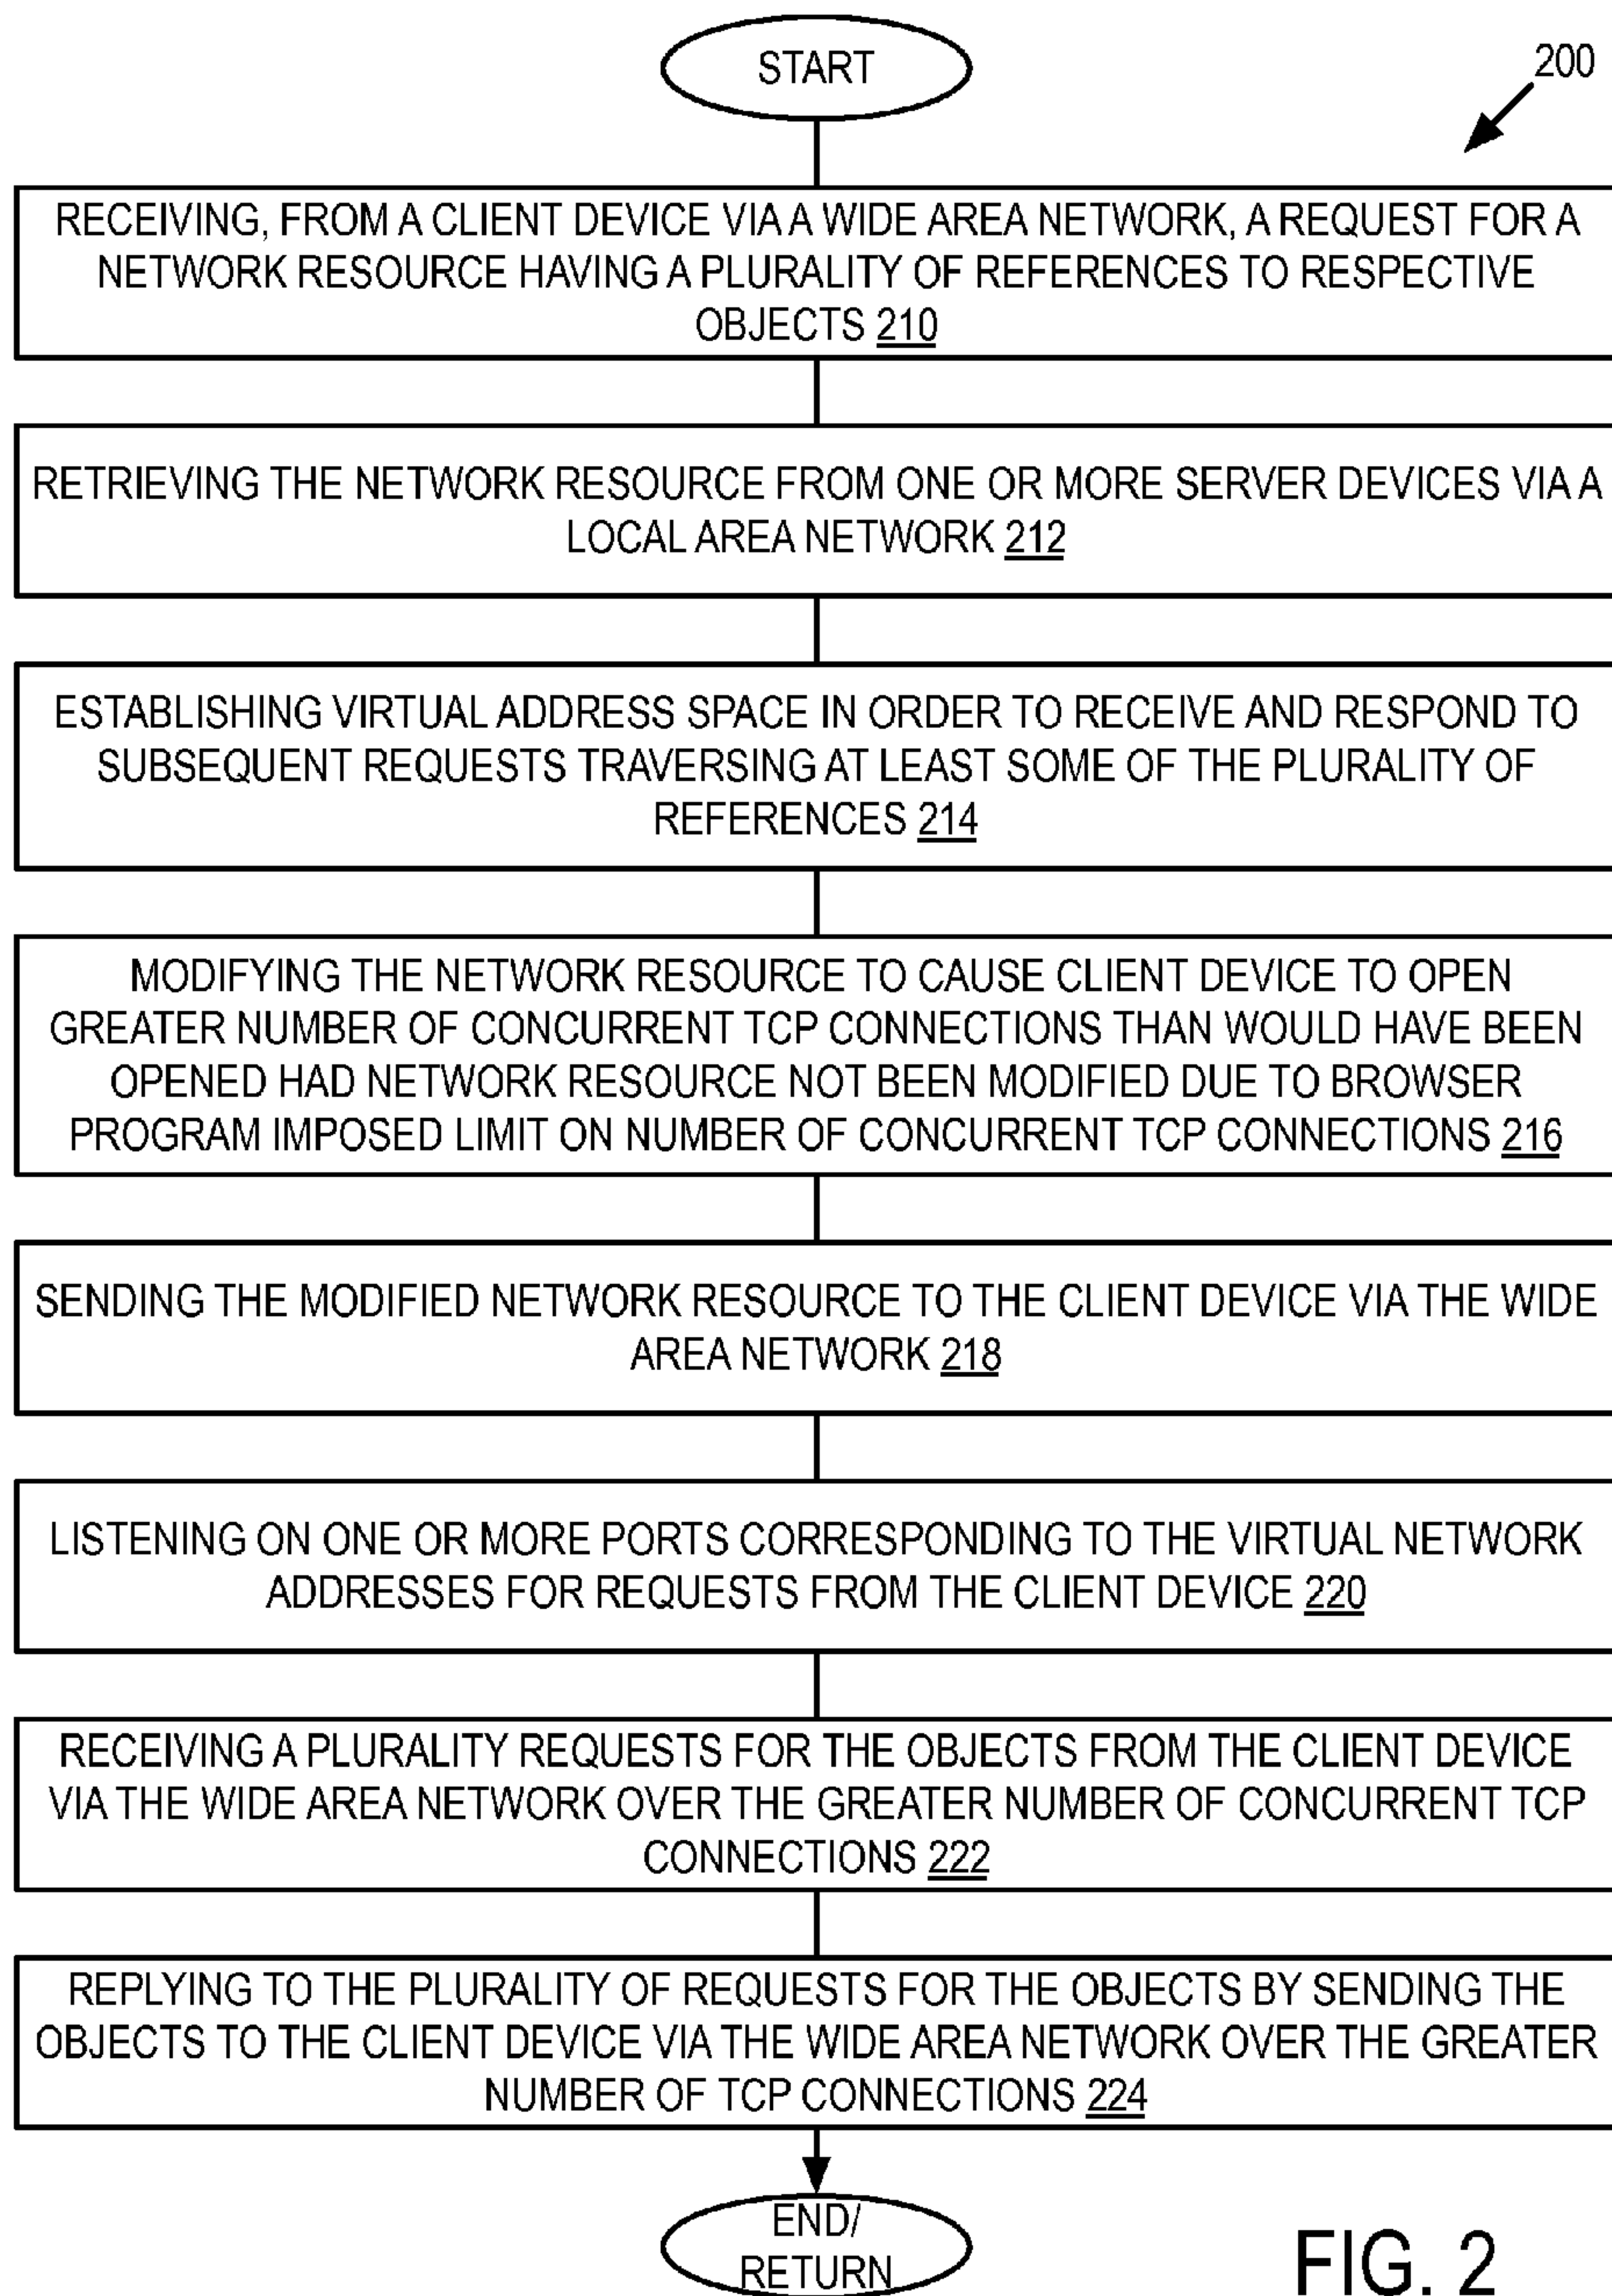 START
200
RECEIVING, FROM A CLIENT DEVICE VIA A WIDE AREA NETWORK, A REQUEST FOR A
NETWORK RESOURCE HAVING A PLURALITY OF REFERENCES TO RESPECTIVE
OBJECTS 210
RETRIEVING THE NETWORK RESOURCE FROM ONE OR MORE SERVER DEVICES VIA A
LOCAL AREA NETWORK 212
ESTABLISHING VIRTUAL ADDRESS SPACE IN ORDER TO RECEIVE AND RESPOND TO
SUBSEQUENT REQUESTS TRAVERSING AT LEAST SOME OF THE PLURALITY OF
REFERENCES 214
MODIFYING THE NETWORK RESOURCE TO CAUSE CLIENT DEVICE TO OPEN
GREATER NUMBER OF CONCURRENT TCP CONNECTIONS THAN WOULD HAVE BEEN
OPENED HAD NETWORK RESOURCE NOT BEEN MODIFIED DUE TO BROWSER
PROGRAM IMPOSED LIMIT ON NUMBER OF CONCURRENT TCP CONNECTIONS 216
SENDING THE MODIFIED NETWORK RESOURCE TO THE CLIENT DEVICE VIA THE WIDE
AREA NETWORK 218
LISTENING ON ONE OR MORE PORTS CORRESPONDING TO THE VIRTUAL NETWORK
ADDRESSES FOR REQUESTS FROM THE CLIENT DEVICE 220
RECEIVING A PLURALITY REQUESTS FOR THE OBJECTS FROM THE CLIENT DEVICE
VIA THE WIDE AREA NETWORK OVER THE GREATER NUMBER OF CONCURRENT TCP
CONNECTIONS 222
REPLYING TO THE PLURALITY OF REQUESTS FOR THE OBJECTS BY SENDING THE
OBJECTS TO THE CLIENT DEVICE VIA THE WIDE AREA NETWORK OVER THE GREATER
NUMBER OF TCP CONNECTIONS 224
END/
RETURN
FIG. 2